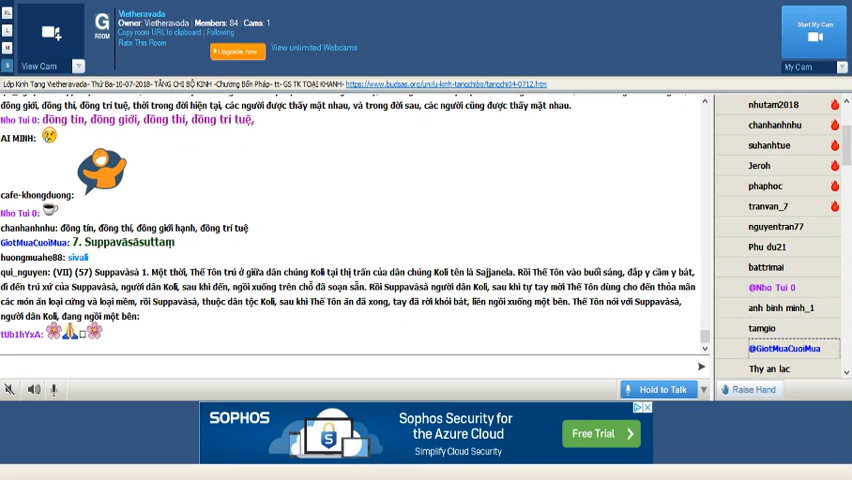 XL
L
M
S
View Cam
G
ROOM
Vietheravada
Owner: Vietheravada | Members: 84 | Cams: 1
Copy room URL to clipboard | Following
Rate This Room
Upgrade now
View unlimited Webcams
Start My Cam
My Cam
Lớp Kinh Tạng Vietheravada- Thứ Ba-10-07-2018- TĂNG CHI BỘ KINH -Chương Bốn Pháp- tt- GS TK TOẠI KHANH- https://www.budsas.org/uni/u-kinh-tangchibo/tangchi04-0712.htm
đồng giới, đồng thí, đồng trí tuệ, thời trong đời hiện tại, các người được thấy mặt nhau, và trong đời sau, các người cũng được thấy mặt nhau.
Nho Tui 0: đồng tín, đồng giới, đồng thí, đồng trí tuệ,
AI MINH:
cafe-khongduong:
Nho Tui 0:
chanhanhnhu: đồng tín, đồng thí, đồng giới hạnh, đồng trí tuệ
GiotMuaCuoiMua: 7. Suppavāsāsuttaṃ
huongmuahe88: sivali
qui_nguyen: (VII) (57) Suppavàsà 1. Một thời, Thế Tôn trú ở giữa dân chúng Koli tại thị trấn của dân chúng Koli tên là Sajjanela. Rồi Thế Tôn vào buổi sáng, đắp y cầm y bát,
đi đến trú xứ của Suppavàsà, người dân Koli, sau khi đến, ngồi xuống trên chỗ đã soạn sẵn. Rồi Suppavàsà người dân Koli, sau khi tự tay mời Thế Tôn dùng cho đến thỏa mãn
các món ăn loại cứng và loại mềm, rồi Suppavàsà, thuộc dân tộc Koli, sau khi Thế Tôn ăn đã xong, tay đã rời khỏi bát, liền ngồi xuống một bên. Thế Tôn nói với Suppavàsà,
người dân Koli, đang ngồi một bên:
tUb1hYxA:
nhutam2018
chanhanhnhu
suhanhtue
Jeroh
phaphoc
tranvan_7
nguyentran77
Phu du21
battrimai
@Nho Tui 0
anh binh minh_1
tamgio
@GiotMuaCuoiMua
Thy an lac
Hold to Talk
Raise Hand
SOPHOS
S
Sophos Security for
the Azure Cloud
Simplify Cloud Security
Free Trial